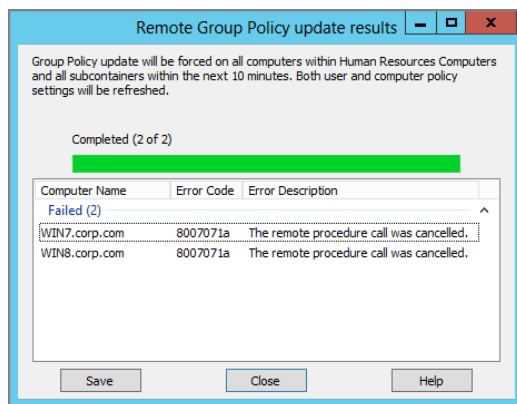 Remote Group Policy update results
Group Policy update will be forced on all computers within Human Resources Computers
and all subcontainers within the next 10 minutes. Both user and computer policy
settings will be refreshed.
Completed (2 of 2)
Computer Name Error Code Error Description
Failed (2)
WIN7.corp.com 8007071a The remote procedure call was cancelled.
WIN8.corp.com 8007071a The remote procedure call was cancelled.
Save Close Help